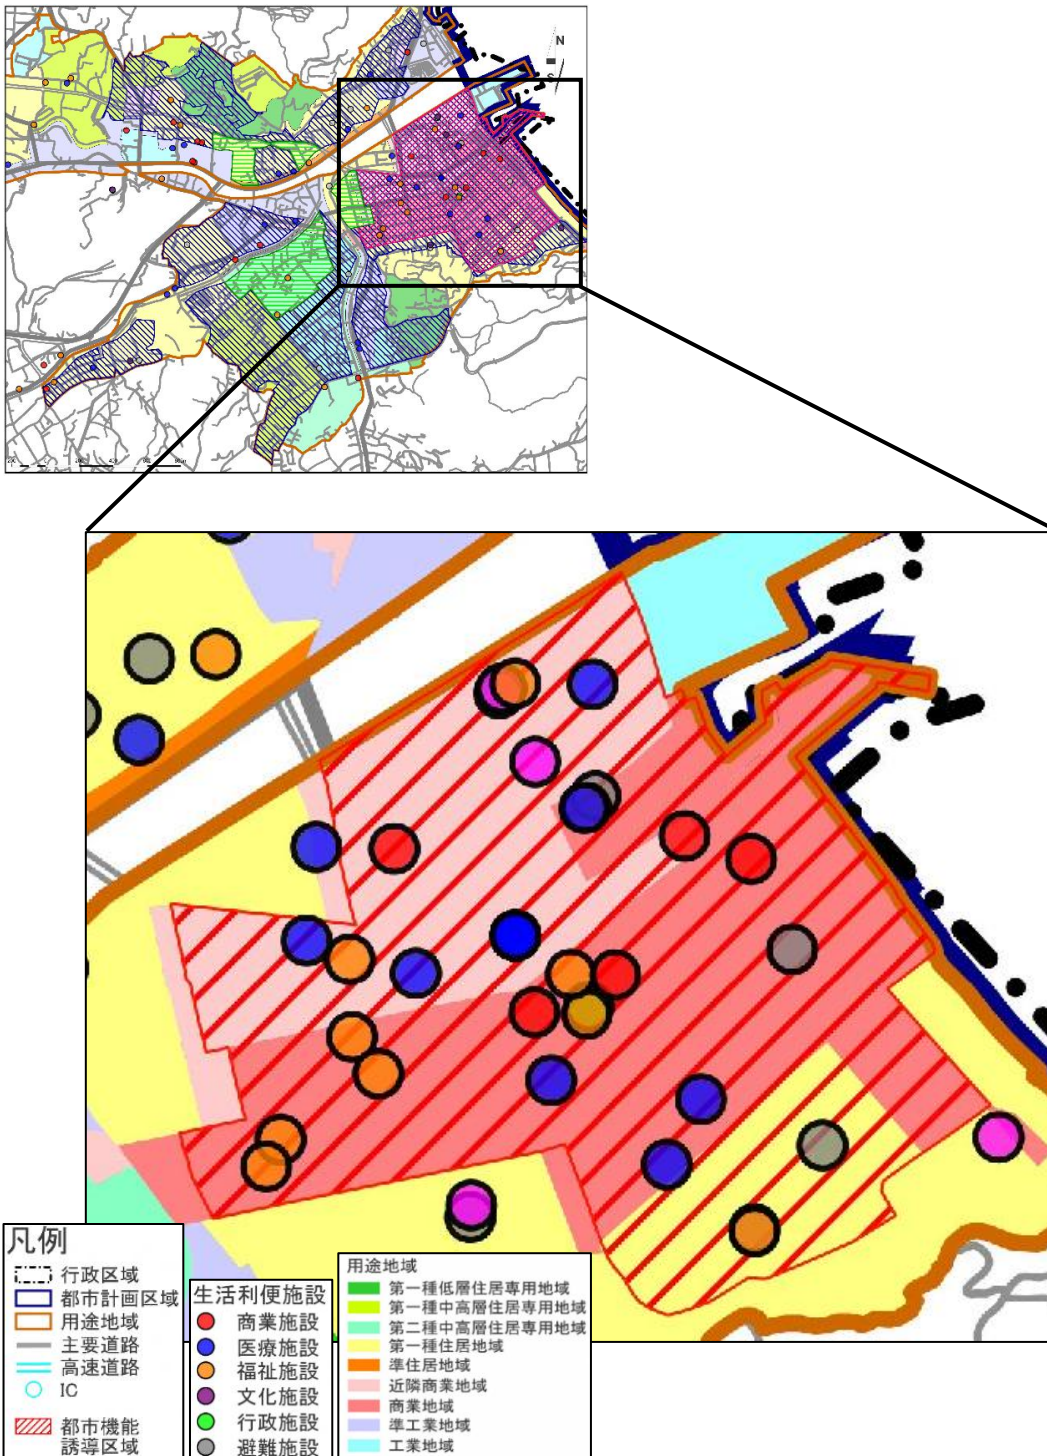 N
S
凡例
行政区域
都市計画区域
用途地域
主要道路
高速道路
IC
都市機能
誘導区域
生活利便施設
商業施設
医療施設
福祉施設
文化施設
行政施設
避難施設
用途地域
第一種低層住居専用地域
第一種中高層住居専用地域
第二種中高層住居専用地域
第一種住居地域
準住居地域
近隣商業地域
商業地域
準工業地域
工業地域